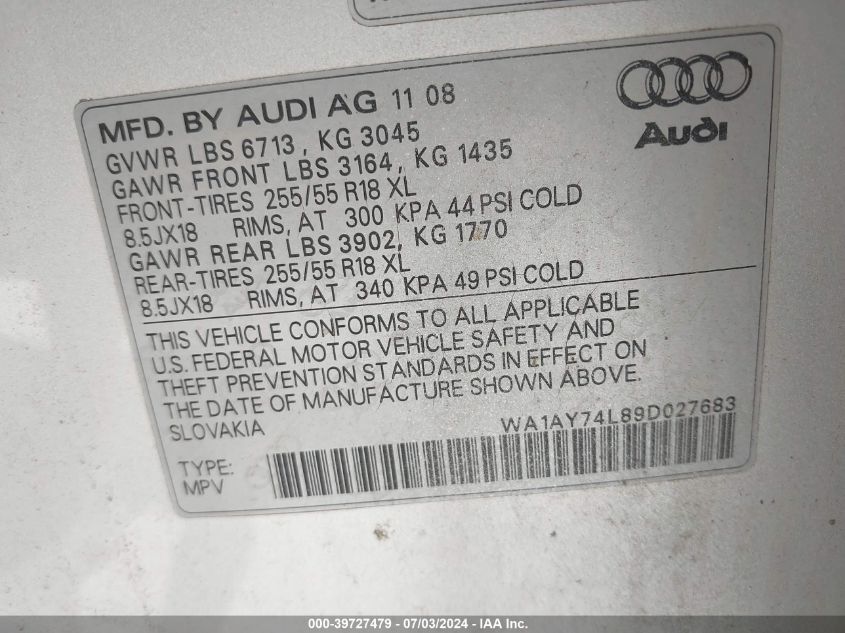 MFD. BY AUDI AG 11 08
Audi
GVWR LBS 6713, KG 3045
GAWR FRONT LBS 3164, KG 1435
FRONT-TIRES 255/55 R18 XL
8.5JX18 RIMS, AT 300 KPA 44 PSI COLD
GAWR REAR LBS 3902, KG 1770
REAR-TIRES 255/55 R18 XL
8.5JX18 RIMS, AT 340 KPA 49 PSI COLD
THIS VEHICLE CONFORMS TO ALL APPLICABLE
U.S. FEDERAL MOTOR VEHICLE SAFETY AND
THEFT PREVENTION STANDARDS IN EFFECT ON
THE DATE OF MANUFACTURE SHOWN ABOVE.
SLOVAKIA
WA1AY74L89D027683
TYPE:
MPV
000-39727479 - 07/03/2024 - IAA Inc.